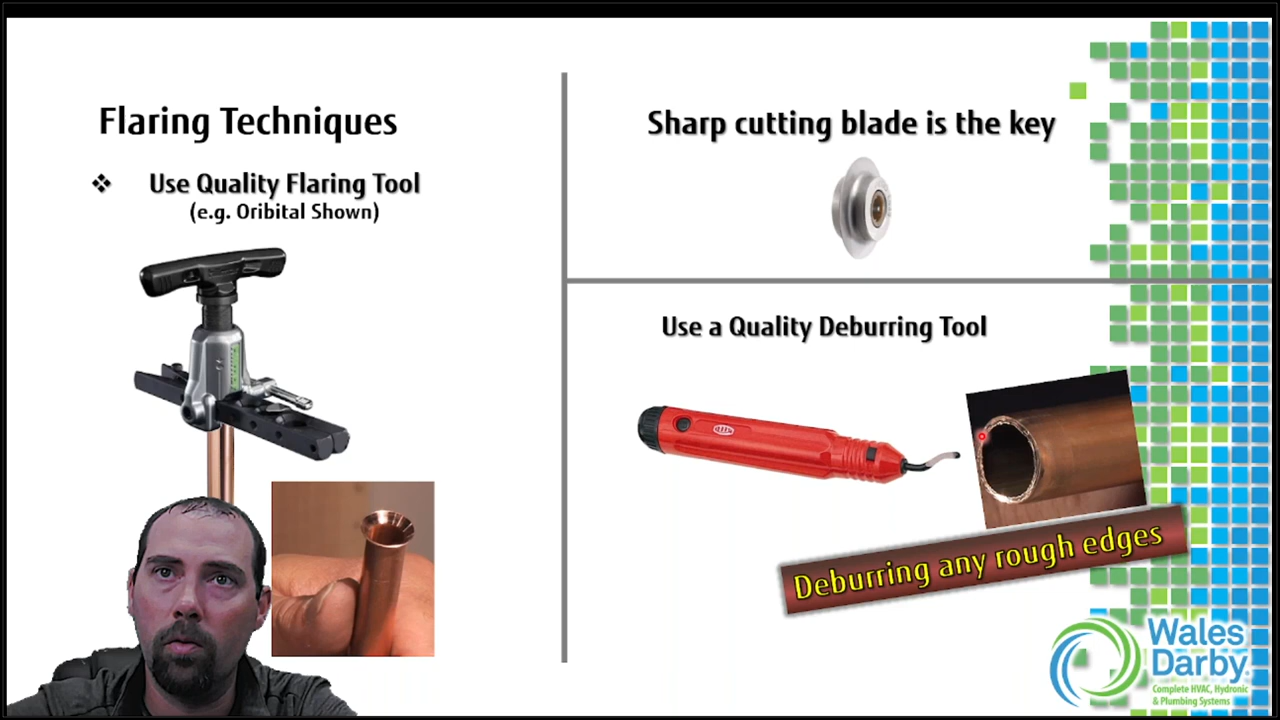 Flaring Techniques
❖ Use Quality Flaring Tool
(e.g. Oribital Shown)
Sharp cutting blade is the key
Use a Quality Deburring Tool
Deburring any rough edges
Wales
Darby
Complete HVAC, Hydronic
& Plumbing Systems